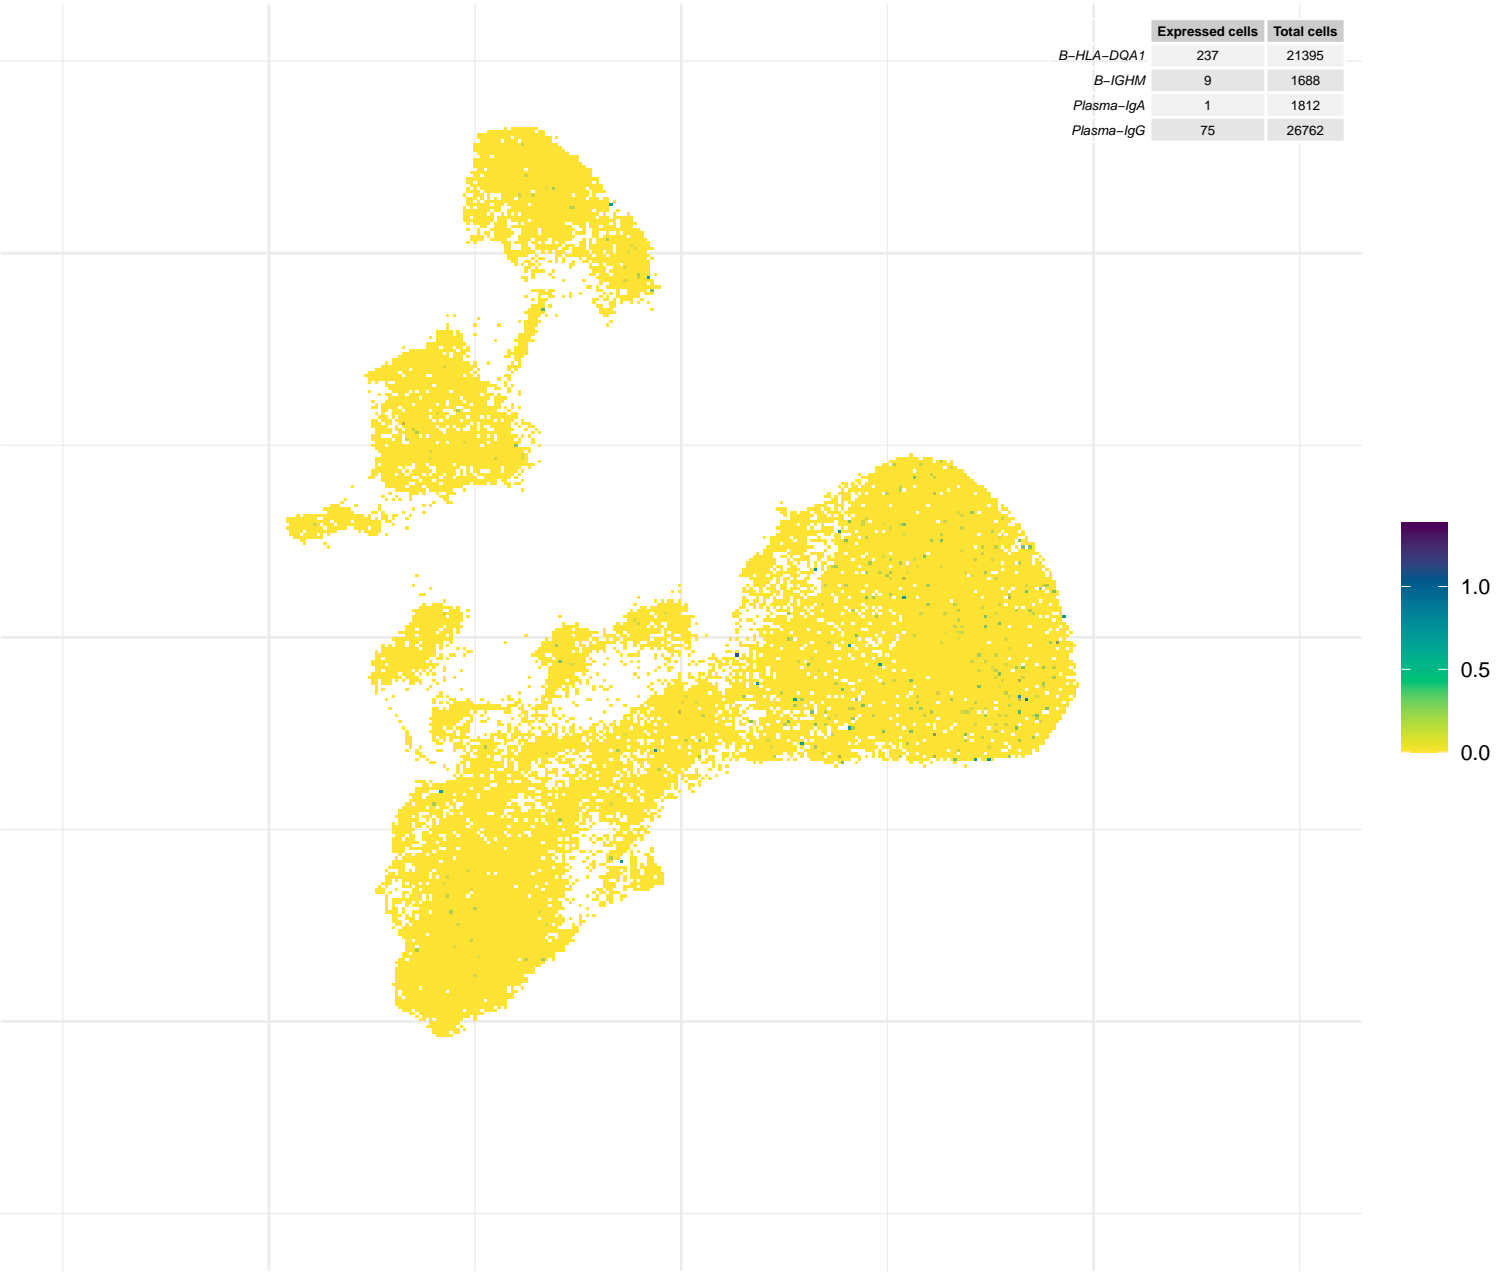 Expressed cells Total cells
B−HLA−DQA1 237 21395
B−IGHM 9 1688
Plasma−IgA 1 1812
Plasma−IgG 75 26762
1.0
0.5
0.0